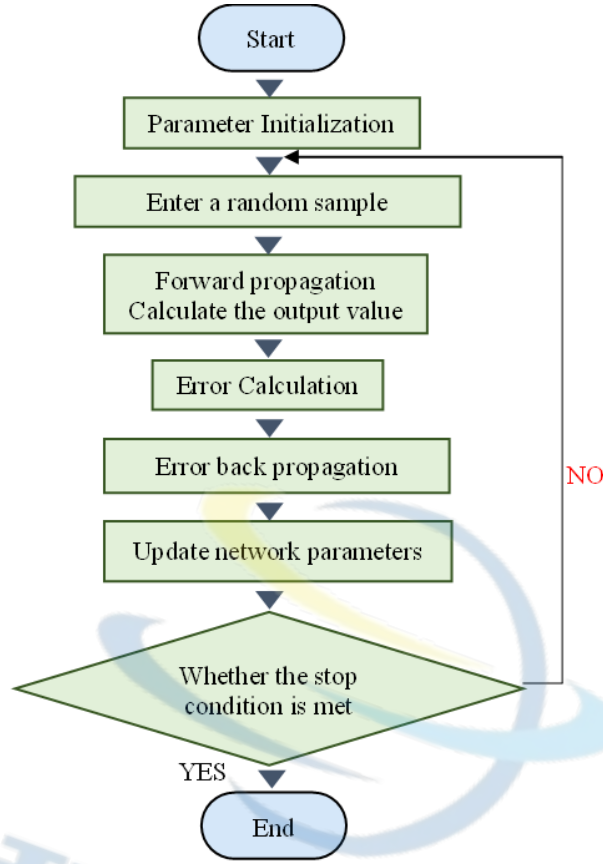 Start
Parameter Initialization
Enter a random sample
Forward propagation
Calculate the output value
Error Calculation
Error back propagation
NO
Update network parameters
Whether the stop
condition is met
YES
End